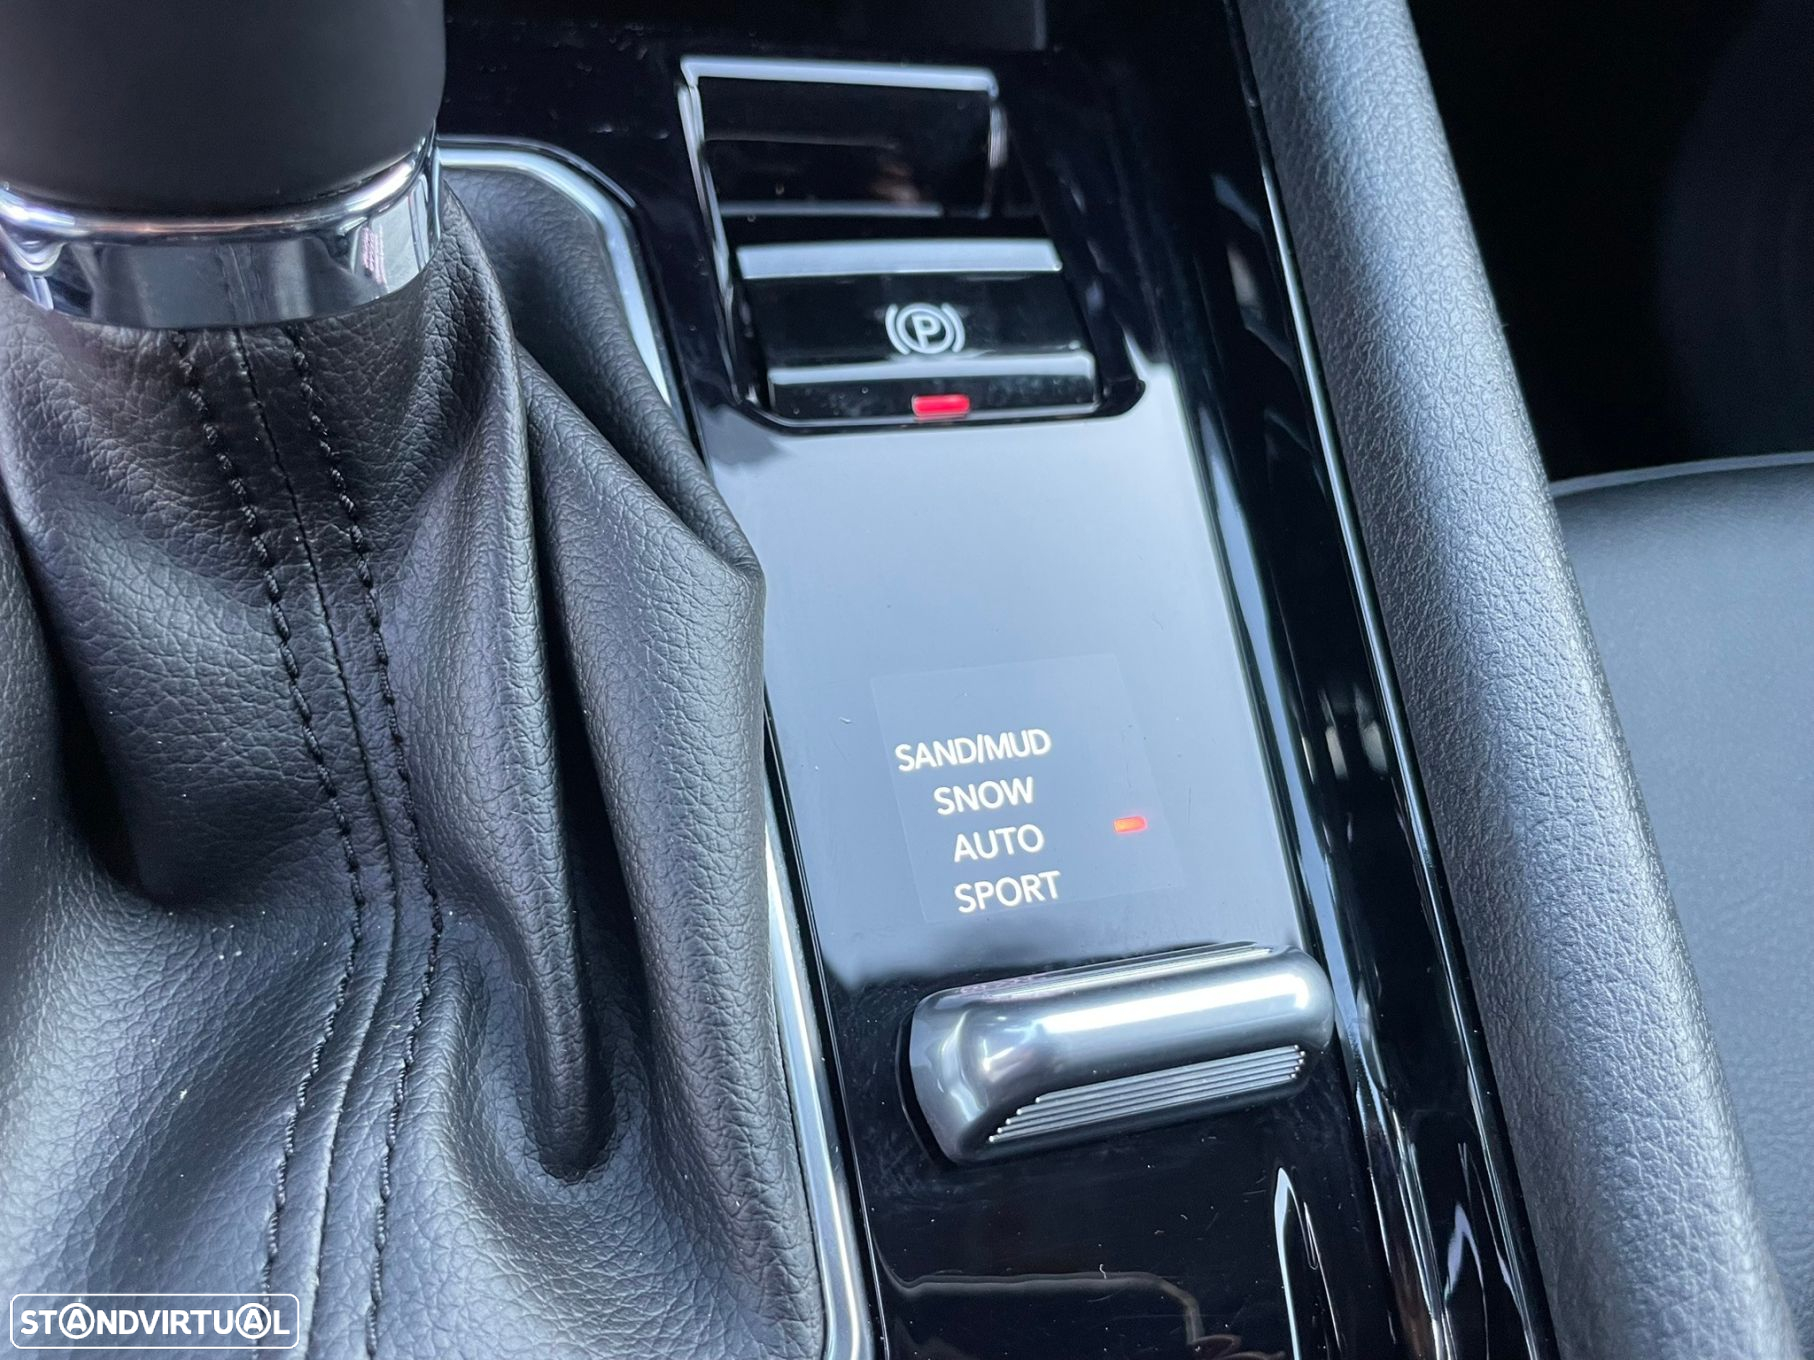 (P)
SAND/MUD
SNOW
AUTO
SPORT
STANDVIRTUAL